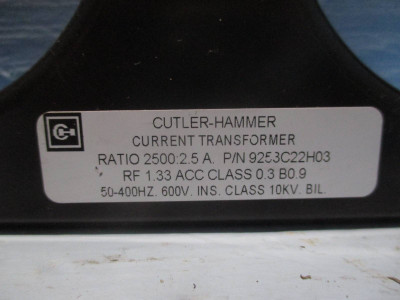 CUTLER-HAMMER
CURRENT TRANSFORMER
RATIO 2500:2.5 A. P/N 9253C22H03
RF 1.33 ACC CLASS 0.3 B0.9
50-400HZ. 600V. INS. CLASS 10KV. BIL.